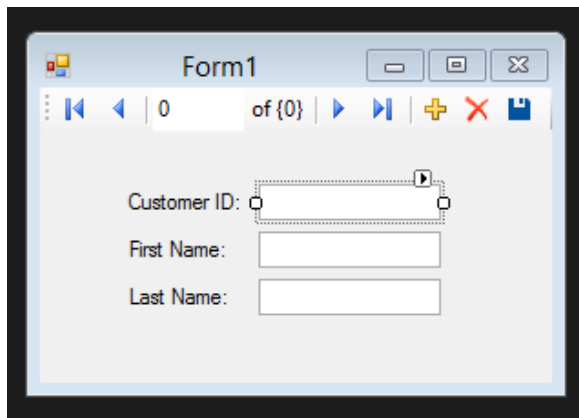 Form1
0 of {0}
Customer ID:
First Name:
Last Name: